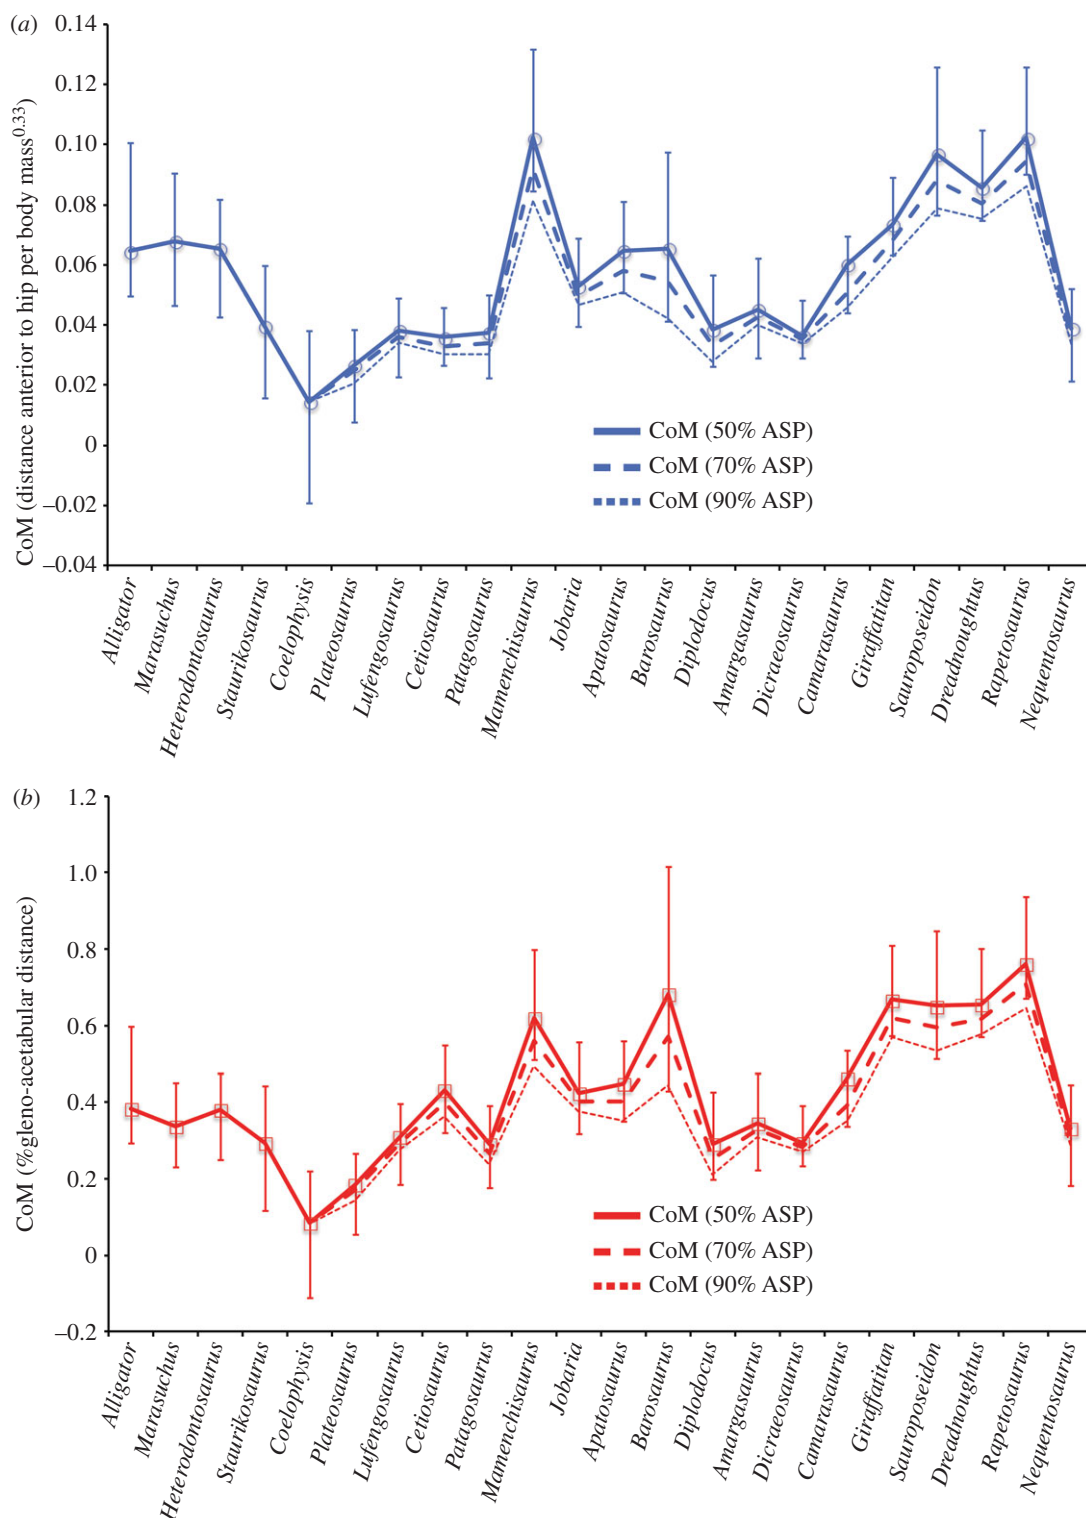 (a)
CoM (distance anterior to hip per body mass^0.33)
0.14
0.12
0.10
0.08
0.06
0.04
0.02
0
–0.02
–0.04
CoM (50% ASP)
CoM (70% ASP)
CoM (90% ASP)
Alligator
Marasuchus
Heterodontosaurus
Staurikosaurus
Coelophysis
Plateosaurus
Lufengosaurus
Cetiosaurus
Patagosaurus
Mamenchisaurus
Jobaria
Apatosaurus
Barosaurus
Diplodocus
Amargasaurus
Dicraeosaurus
Camarasaurus
Giraffaititan
Sauroposeidon
Dreadnoughtus
Rapetosaurus
Nequentosaurus
(b)
CoM (%gleno-acetabular distance)
1.2
1.0
0.8
0.6
0.4
0.2
0
–0.2
CoM (50% ASP)
CoM (70% ASP)
CoM (90% ASP)
Alligator
Marasuchus
Heterodontosaurus
Staurikosaurus
Coelophysis
Plateosaurus
Lufengosaurus
Cetiosaurus
Patagosaurus
Mamenchisaurus
Jobaria
Apatosaurus
Barosaurus
Diplodocus
Amargasaurus
Dicraeosaurus
Camarasaurus
Giraffatitan
Sauroposeidon
Dreadnoughtus
Rapetosaurus
Nequentosaurus